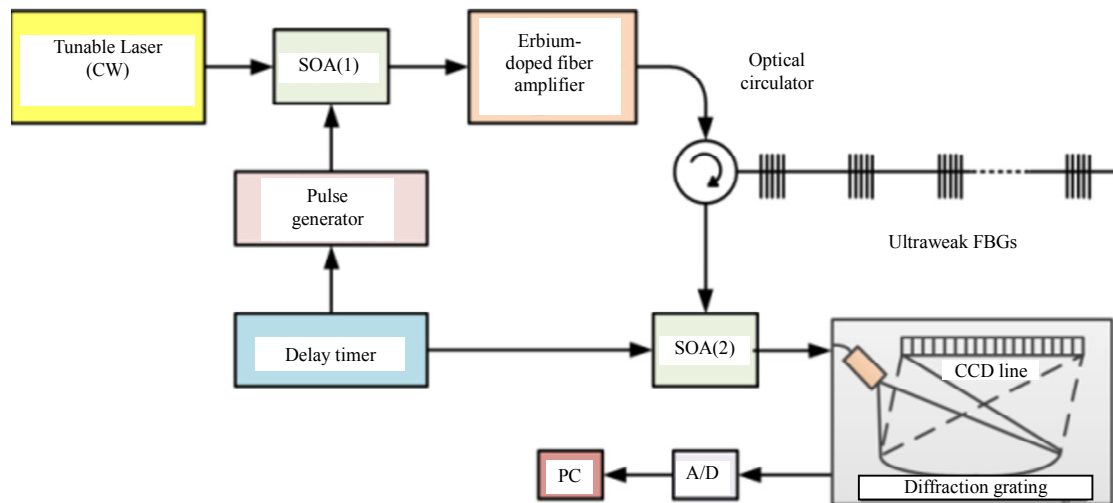 Tunable Laser
(CW)
SOA(1)
Erbium-
doped fiber
amplifier
Optical
circulator
Pulse
generator
Ultraweak FBGs
Delay timer
SOA(2)
CCD line
PC
A/D
Diffraction grating